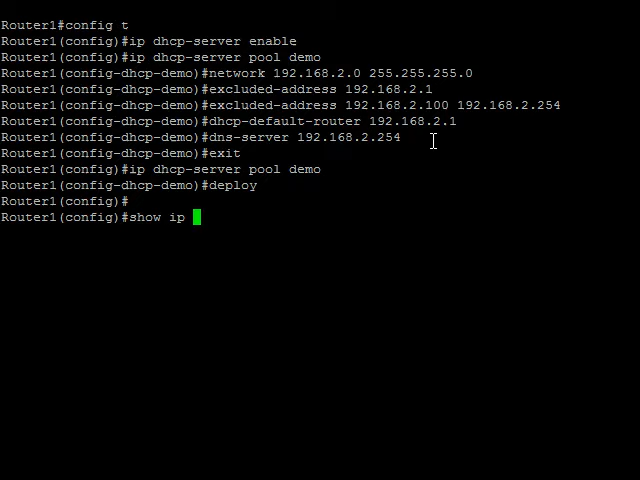 Router1#config t
Router1(config)#ip dhcp-server enable
Router1(config)#ip dhcp-server pool demo
Router1(config-dhcp-demo)#network 192.168.2.0 255.255.255.0
Router1(config-dhcp-demo)#excluded-address 192.168.2.1
Router1(config-dhcp-demo)#excluded-address 192.168.2.100 192.168.2.254
Router1(config-dhcp-demo)#dhcp-default-router 192.168.2.1
Router1(config-dhcp-demo)#dns-server 192.168.2.254
Router1(config-dhcp-demo)#exit
Router1(config)#ip dhcp-server pool demo
Router1(config-dhcp-demo)#deploy
Router1(config)#
Router1(config)#show ip